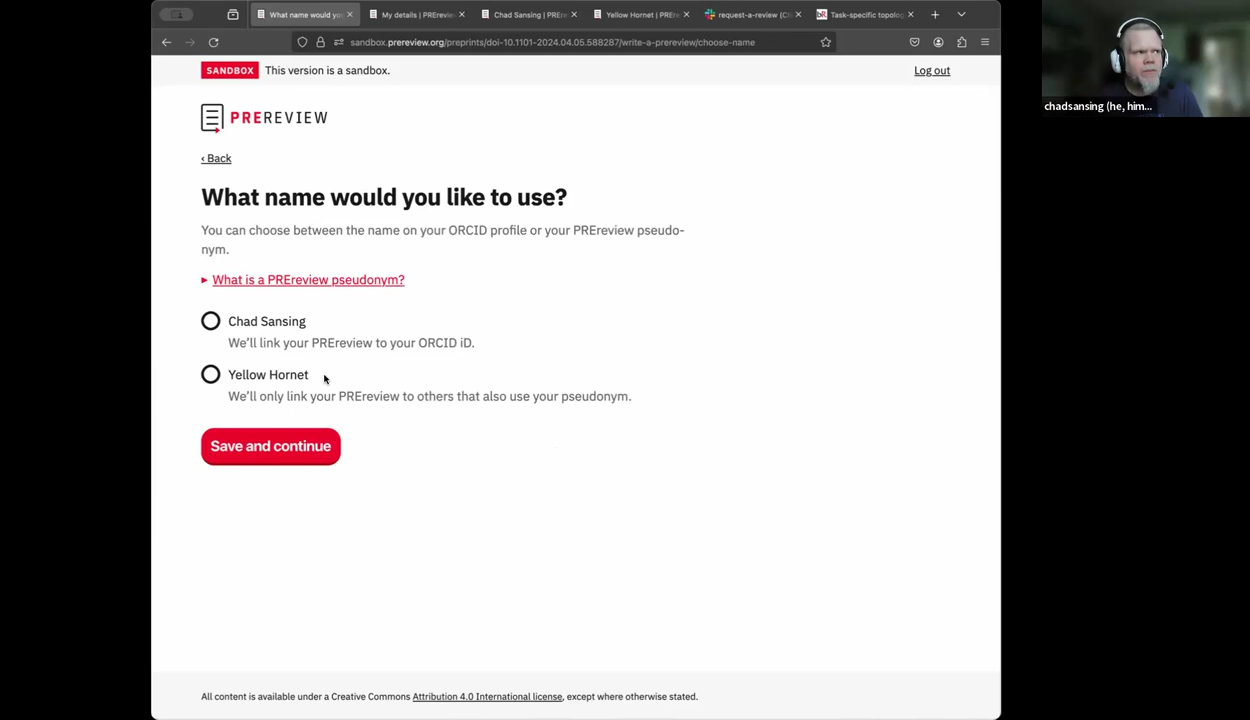 What name would yo
My details | PREreview
Chad Sansing | PREre
Yellow Hornet | PREre
request-a-review (C
Task-specific topolog
sandbox.prereview.org/preprints/doi-10.1101-2024.04.05.588287/write-a-prereview/choose-name
SANDBOX This version is a sandbox.
Log out
PREREVIEW
‹ Back
What name would you like to use?
You can choose between the name on your ORCID profile or your PREreview pseudo-
nym.
► What is a PREreview pseudonym?
Chad Sansing
We’ll link your PREreview to your ORCID iD.
Yellow Hornet
We’ll only link your PREreview to others that also use your pseudonym.
Save and continue
All content is available under a Creative Commons Attribution 4.0 International license, except where otherwise stated.
chadsansing (he, him...